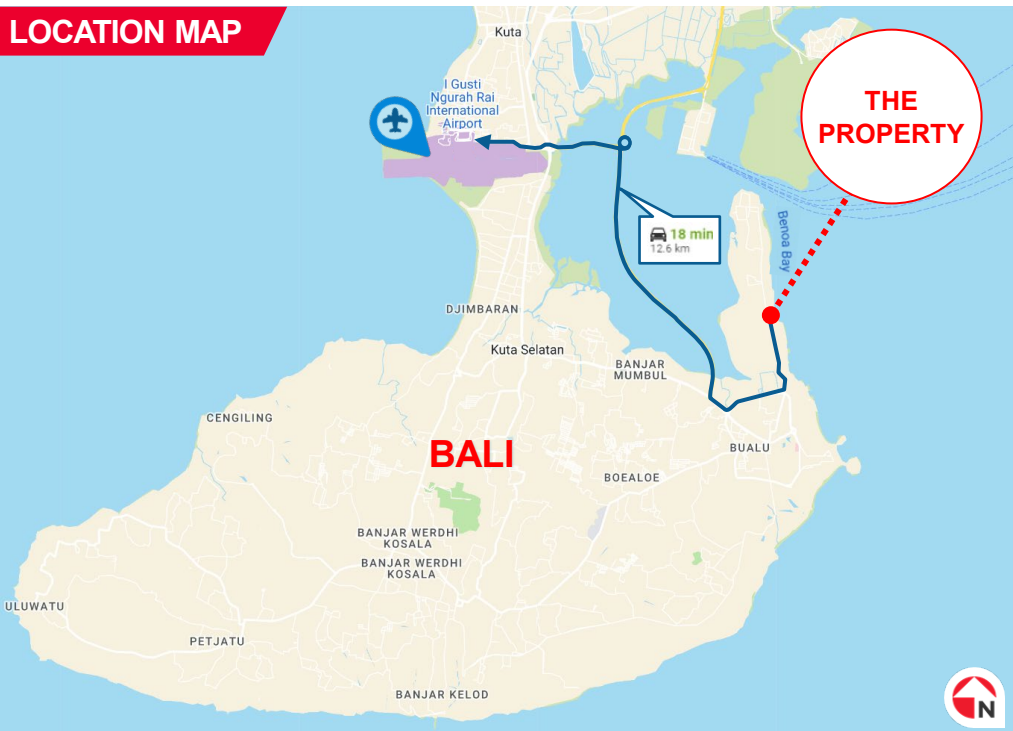 LOCATION MAP
Kuta
I Gusti
Ngurah Rai
International
Airport
THE
PROPERTY
18 min
12.6 km
Benoa Bay
DJIMBARAN
Kuta Selatan
BANJAR
MUMBUL
CENGILING
BALI
BUALU
BOEALOE
BANJAR WERDHI
KOSALA
BANJAR WERDHI
KOSALA
ULUWATU
PETJATU
BANJAR KELOD
N